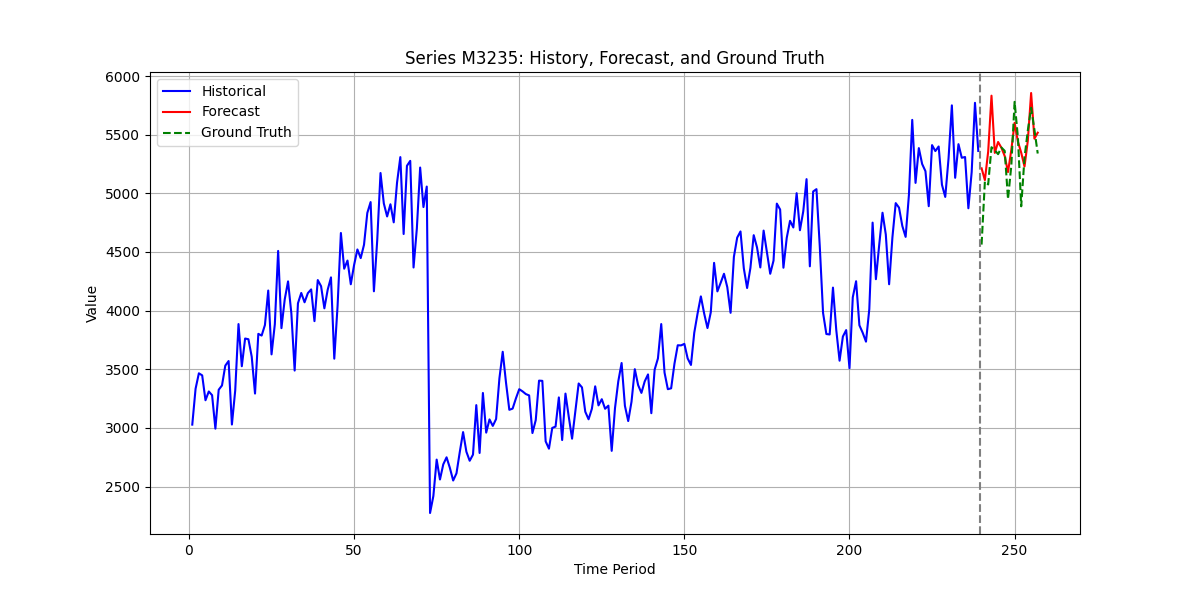 Series M3235: History, Forecast, and Ground Truth
Historical
Forecast
Ground Truth
Value
6000
5500
5000
4500
4000
3500
3000
2500
0 50 100 150 200 250
Time Period